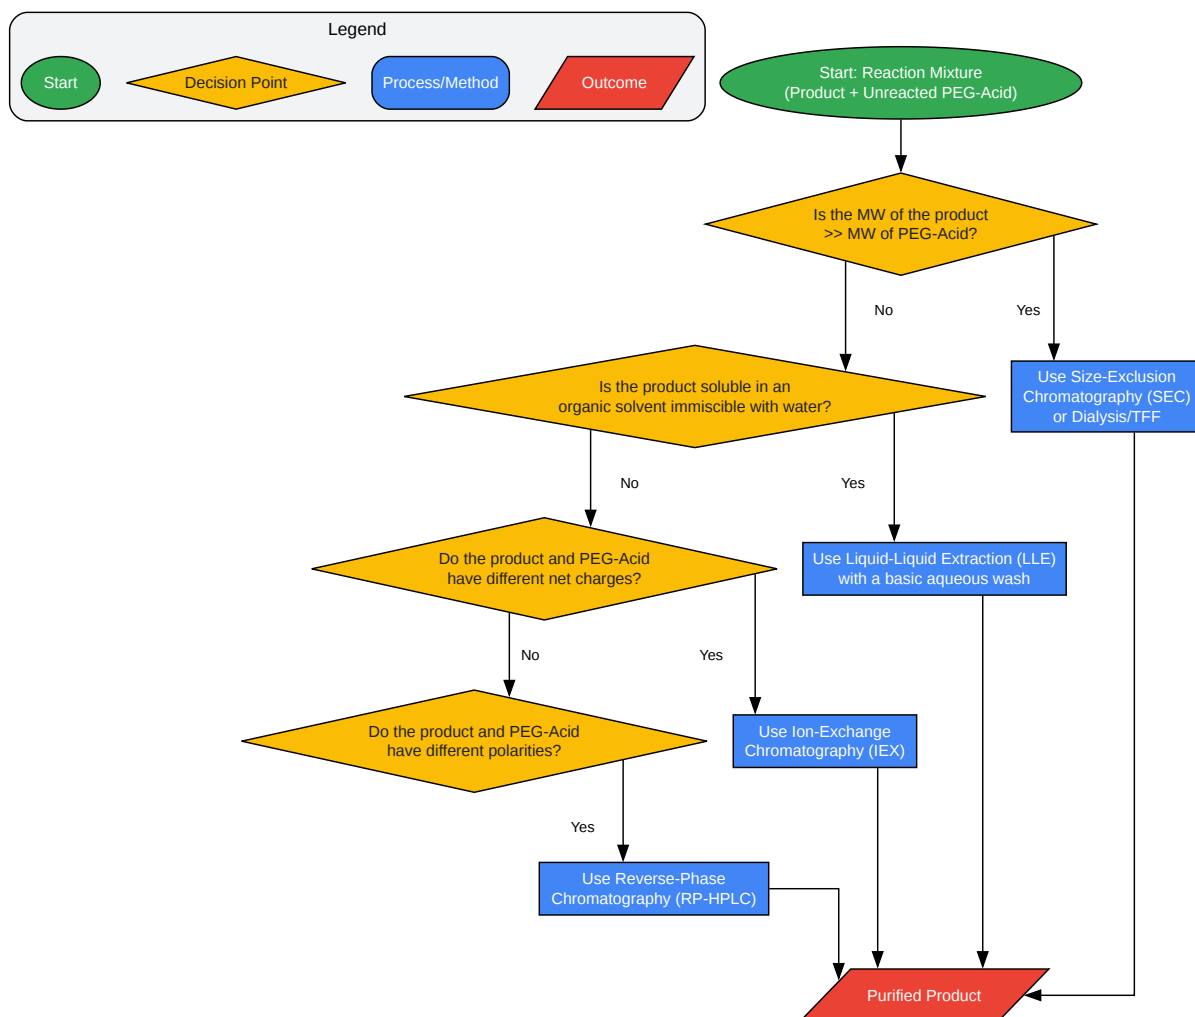 Legend
Start
Decision Point
Process/Method
Outcome
Start: Reaction Mixture
(Product + Unreacted PEG-Acid)
Is the MW of the product
>> MW of PEG-Acid?
No
Yes
Is the product soluble in an
organic solvent immiscible with water?
Use Size-Exclusion
Chromatography (SEC)
or Dialysis/TFF
No
Yes
Do the product and PEG-Acid
have different net charges?
Use Liquid-Liquid Extraction (LLE)
with a basic aqueous wash
No
Yes
Do the product and PEG-Acid
have different polarities?
Use Ion-Exchange
Chromatography (IEX)
Yes
Use Reverse-Phase
Chromatography (RP-HPLC)
Purified Product